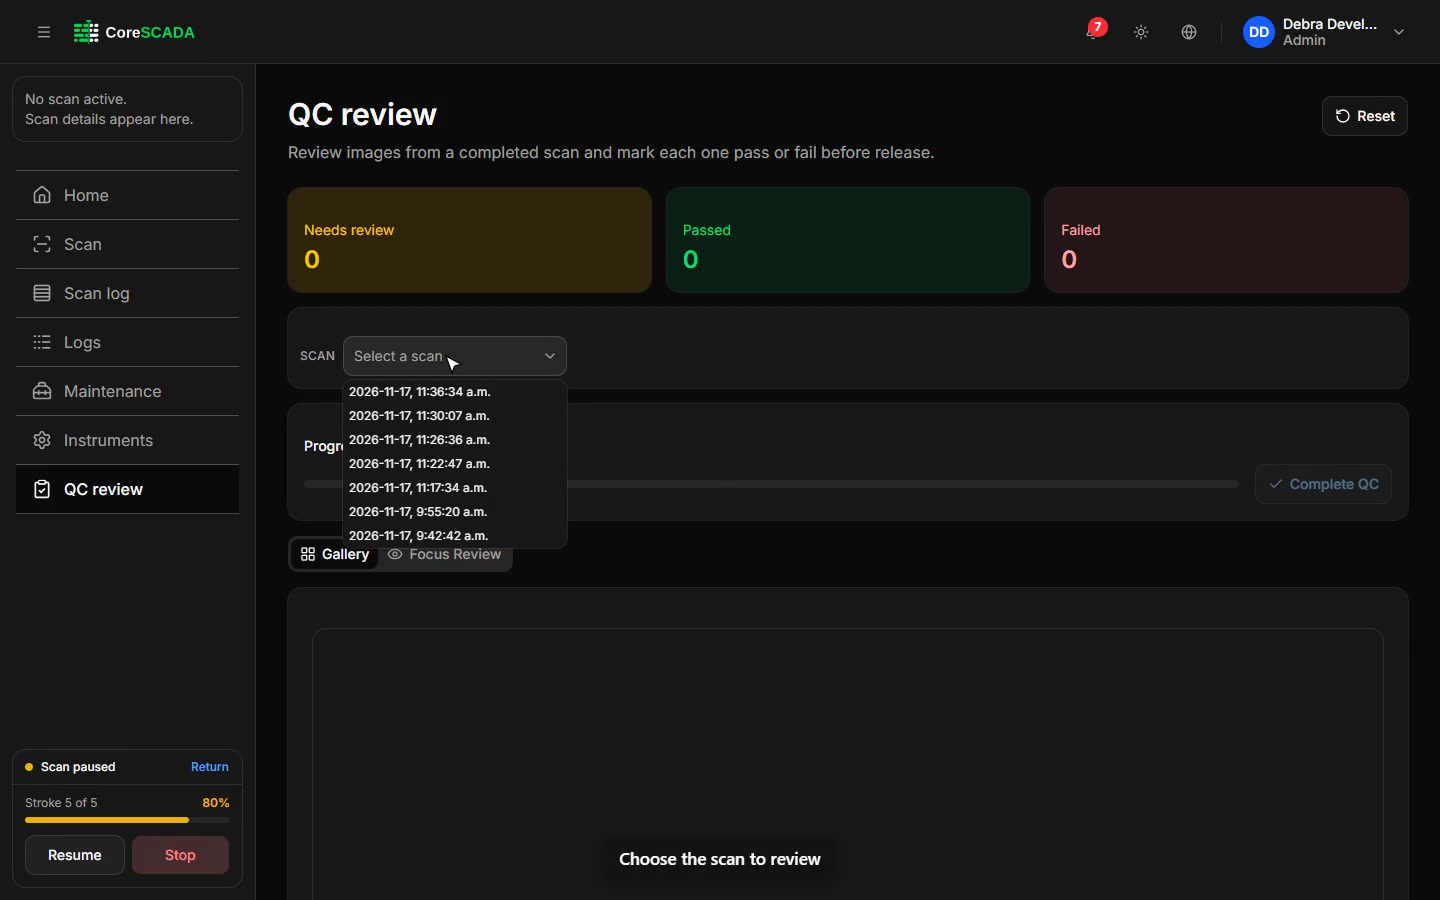 CoreSCADA
7
DD
Debra Devel...
Admin
No scan active.
Scan details appear here.
Home
Scan
Scan log
Logs
Maintenance
Instruments
QC review
Scan paused
Return
Stroke 5 of 5
80%
Resume
Stop
QC review
Reset
Review images from a completed scan and mark each one pass or fail before release.
Needs review
0
Passed
0
Failed
0
SCAN
Select a scan
2026-11-17, 11:36:34 a.m.
2026-11-17, 11:30:07 a.m.
2026-11-17, 11:26:36 a.m.
2026-11-17, 11:22:47 a.m.
2026-11-17, 11:17:34 a.m.
2026-11-17, 9:55:20 a.m.
2026-11-17, 9:42:42 a.m.
Complete QC
Gallery
Focus Review
Choose the scan to review